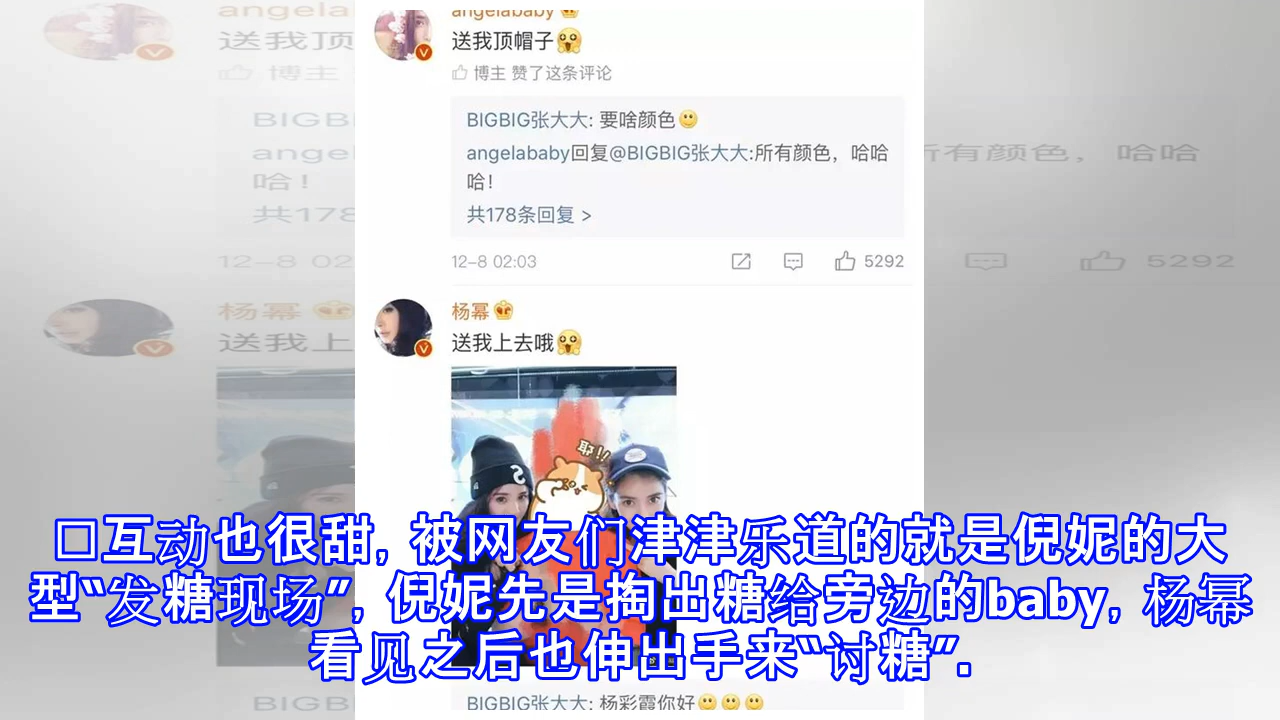 angelababy
送我顶帽子
博主 赞了这条评论
BIGBIG张大大: 要啥颜色
angelababy回复@BIGBIG张大大:所有颜色，哈哈
哈！
共178条回复 >
12-8 02:03
5292
杨幂
送我上去哦
互动也很甜, 被网友们津津乐道的就是倪妮的大
型“发糖现场”, 倪妮先是掏出糖给旁边的baby, 杨幂
看见之后也伸出手来“讨糖”.
BIGBIG张大大: 杨彩霞你好